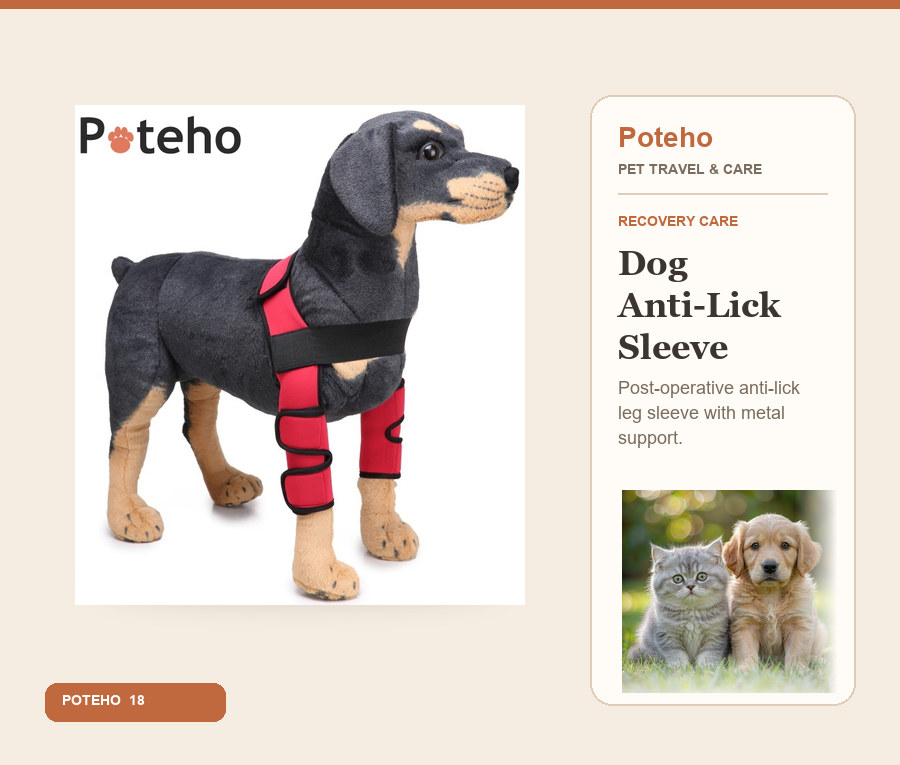 Poteho
Poteho
PET TRAVEL & CARE
RECOVERY CARE
Dog
Anti-Lick
Sleeve
Post-operative anti-lick
leg sleeve with metal
support.
POTEHO 18